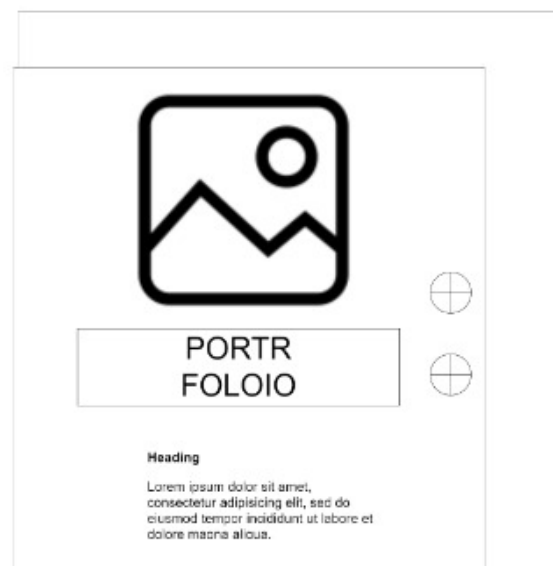 PORTR
FOLOIO
Heading
Lorem ipsum dolor sit amet,
consectetur adipisicing elit, sed do
eiusmod tempor incididunt ut labore et
dolore magna aliqua.